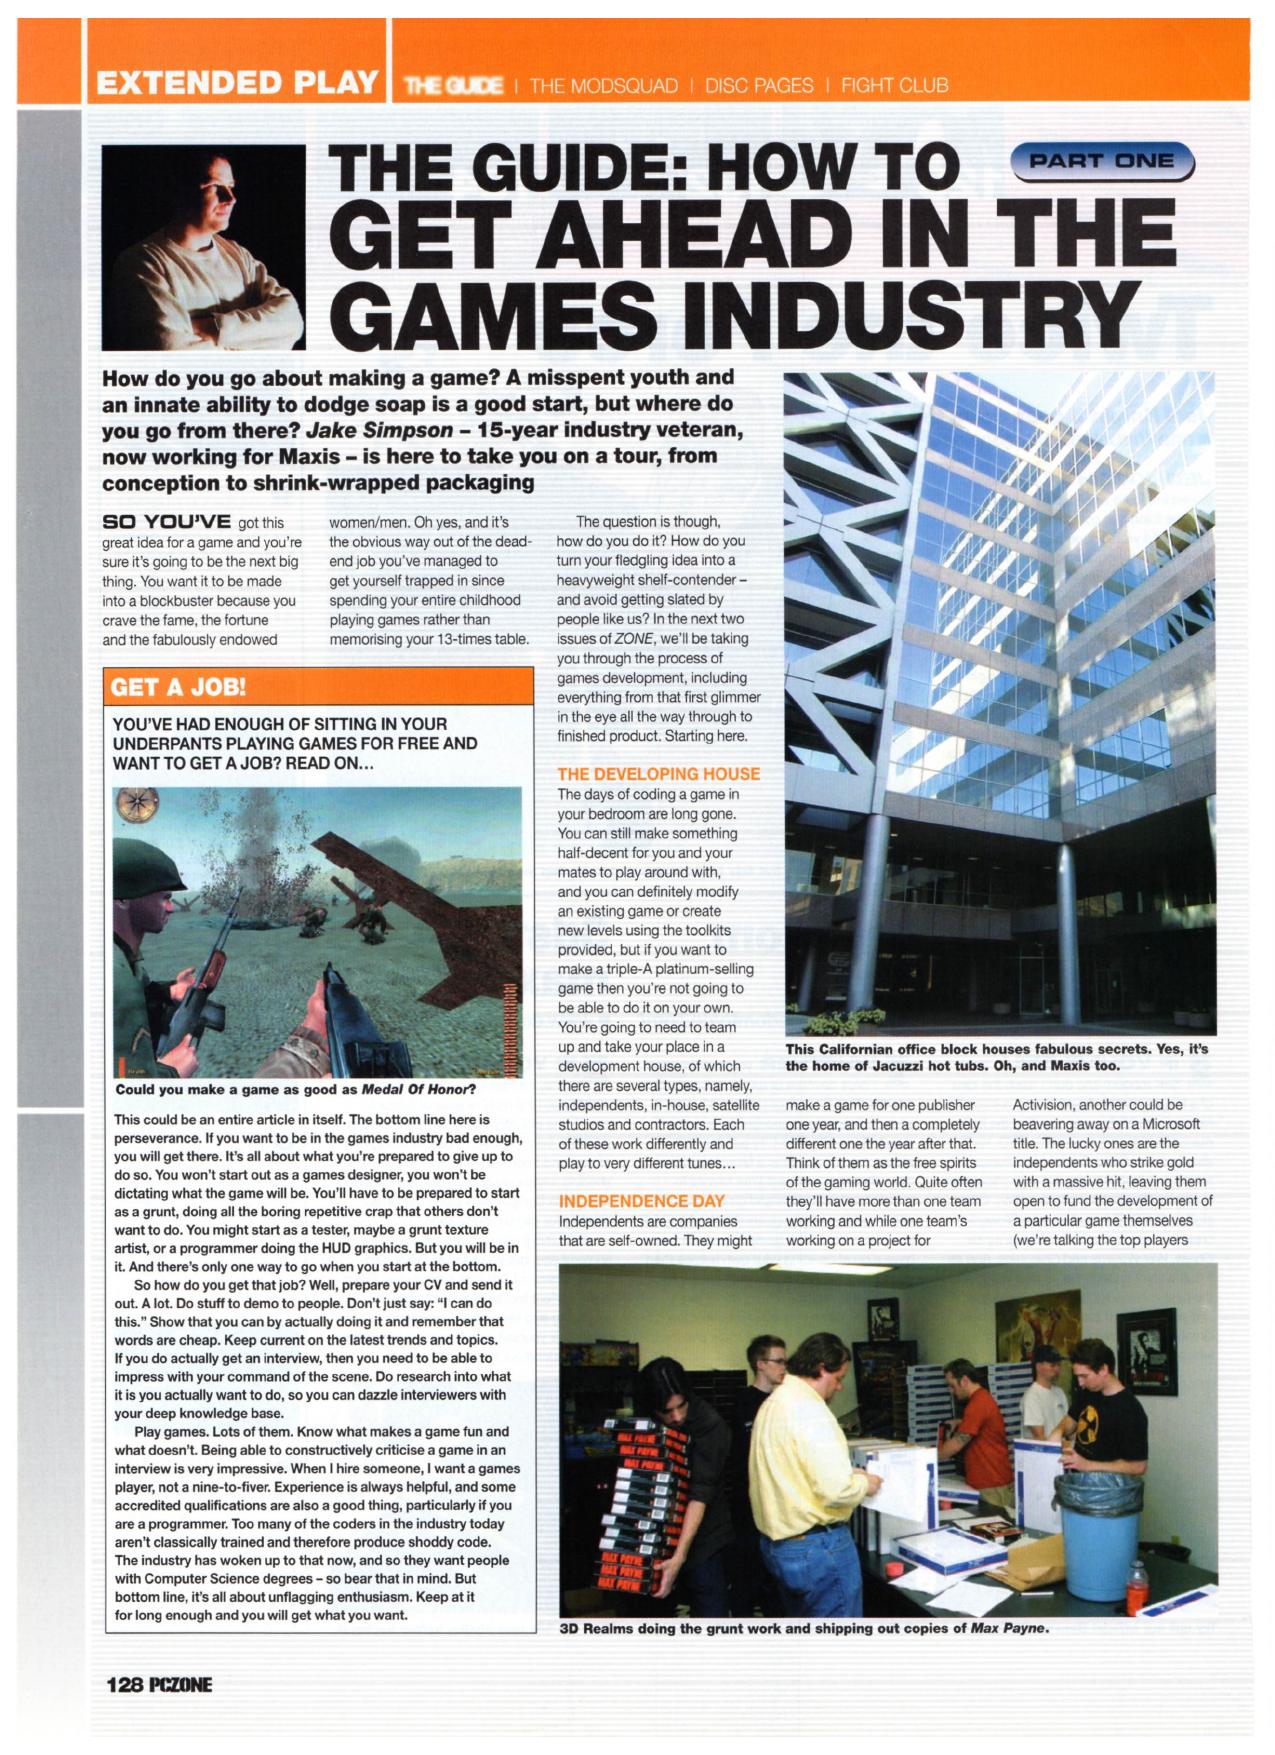 EXTENDED PLAY
THE GUIDE | THE MODSQUAD | DISC PAGES | FIGHT CLUB
THE GUIDE: HOW TO
PART ONE
GET AHEAD IN THE
GAMES INDUSTRY
How do you go about making a game? A misspent youth and
an innate ability to dodge soap is a good start, but where do
you go from there? Jake Simpson – 15-year industry veteran,
now working for Maxis – is here to take you on a tour, from
conception to shrink-wrapped packaging
SO YOU'VE got this
great idea for a game and you're
sure it's going to be the next big
thing. You want it to be made
into a blockbuster because you
crave the fame, the fortune
and the fabulously endowed
women/men. Oh yes, and it's
the obvious way out of the dead-
end job you've managed to
get yourself trapped in since
spending your entire childhood
playing games rather than
memorising your 13-times table.
The question is though,
how do you do it? How do you
turn your fledgling idea into a
heavyweight shelf-contender –
and avoid getting slated by
people like us? In the next two
issues of ZONE, we'll be taking
you through the process of
games development, including
everything from that first glimmer
in the eye all the way through to
finished product. Starting here.
THE DEVELOPING HOUSE
The days of coding a game in
your bedroom are long gone.
You can still make something
half-decent for you and your
mates to play around with,
and you can definitely modify
an existing game or create
new levels using the toolkits
provided, but if you want to
make a triple-A platinum-selling
game then you're not going to
be able to do it on your own.
You're going to need to team
up and take your place in a
development house, of which
there are several types, namely,
independents, in-house, satellite
studios and contractors. Each
of these work differently and
play to very different tunes...
INDEPENDENCE DAY
Independents are companies
that are self-owned. They might
make a game for one publisher
one year, and then a completely
different one the year after that.
Think of them as the free spirits
of the gaming world. Quite often
they'll have more than one team
working and while one team's
working on a project for
Activision, another could be
beavering away on a Microsoft
title. The lucky ones are the
independents who strike gold
with a massive hit, leaving them
open to fund the development of
a particular game themselves
(we're talking the top players
This Californian office block houses fabulous secrets. Yes, it's
the home of Jacuzzi hot tubs. Oh, and Maxis too.
GET A JOB!
YOU'VE HAD ENOUGH OF SITTING IN YOUR
UNDERPANTS PLAYING GAMES FOR FREE AND
WANT TO GET A JOB? READ ON...
Could you make a game as good as Medal Of Honor?
This could be an entire article in itself. The bottom line here is
perseverance. If you want to be in the games industry bad enough,
you will get there. It's all about what you're prepared to give up to
do so. You won't start out as a games designer, you won't be
dictating what the game will be. You'll have to be prepared to start
as a grunt, doing all the boring repetitive crap that others don't
want to do. You might start as a tester, maybe a grunt texture
artist, or a programmer doing the HUD graphics. But you will be in
it. And there's only one way to go when you start at the bottom.
So how do you get that job? Well, prepare your CV and send it
out. A lot. Do stuff to demo to people. Don't just say: "I can do
this." Show that you can by actually doing it and remember that
words are cheap. Keep current on the latest trends and topics.
If you do actually get an interview, then you need to be able to
impress with your command of the scene. Do research into what
it is you actually want to do, so you can dazzle interviewers with
your deep knowledge base.
Play games. Lots of them. Know what makes a game fun and
what doesn't. Being able to constructively criticise a game in an
interview is very impressive. When I hire someone, I want a games
player, not a nine-to-fiver. Experience is always helpful, and some
accredited qualifications are also a good thing, particularly if you
are a programmer. Too many of the coders in the industry today
aren't classically trained and therefore produce shoddy code.
The industry has woken up to that now, and so they want people
with Computer Science degrees – so bear that in mind. But
bottom line, it's all about unflagging enthusiasm. Keep at it
for long enough and you will get what you want.
MAX PAYNE
MAX PAYNE
MAX PAYNE
MAX PAYNE
MAX PAYNE
3D Realms doing the grunt work and shipping out copies of Max Payne.
128 PCZONE